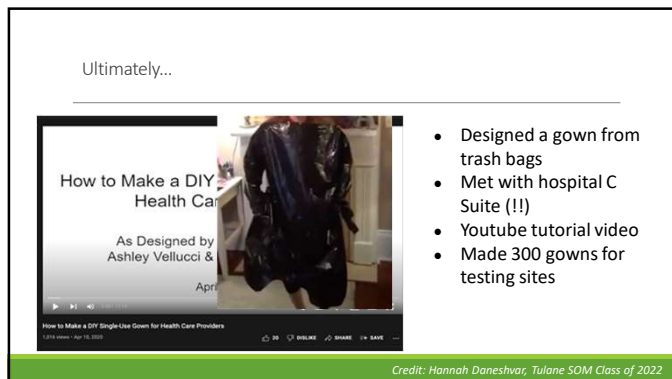 Ultimately...
How to Make a DIY
Health Car
As Designed by
Ashley Vellucci &
Apri
How to Make a DIY Single-Use Gown for Health Care Providers
1,016 views • Apr 16, 2020
20 DISLIKE SHARE SAVE ...
● Designed a gown from
trash bags
● Met with hospital C
Suite (!!)
● Youtube tutorial video
● Made 300 gowns for
testing sites
Credit: Hannah Daneshvar, Tulane SOM Class of 2022